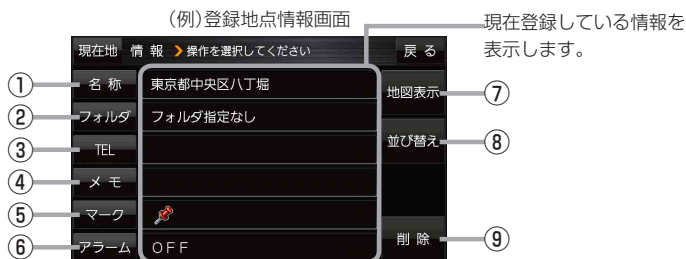 (例)登録地点情報画面
現在登録している情報を
表示します。
現在地 情 報 操作を選択してください 戻 る
① 名 称 東京都中央区八丁堀 地図表示 ⑦
② フォルダ フォルダ指定なし
③ TEL 並び替え ⑧
④ メ モ
⑤ マーク
⑥ アラーム OFF 削 除 ⑨